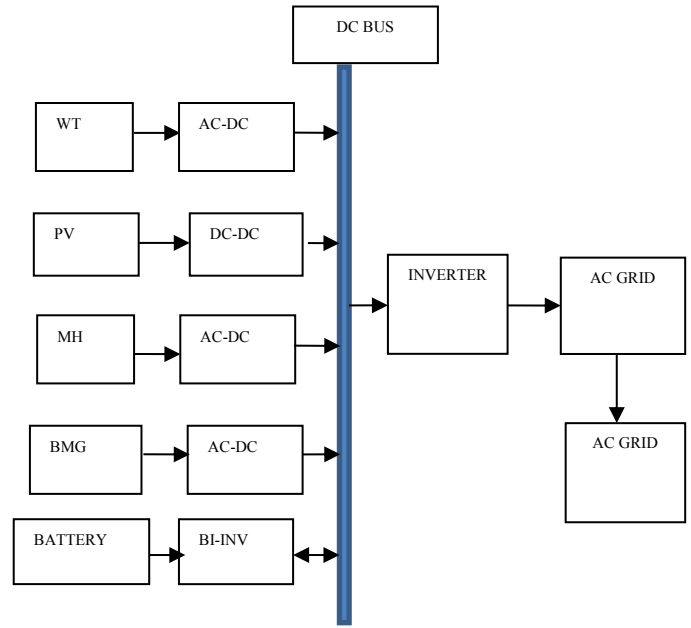 DC BUS
WT
AC-DC
PV
DC-DC
INVERTER
AC GRID
MH
AC-DC
BMG
AC-DC
AC GRID
BATTERY
BI-INV